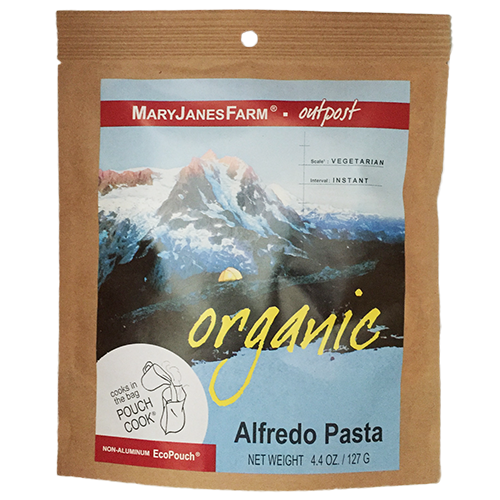 MARYJANESFARM® - outpost
Scale¹: VEGETARIAN
Interval: INSTANT
organic
cooks in
the bag
POUCH
COOK®
Alfredo Pasta
NON-ALUMINUM EcoPouch®
NET WEIGHT 4.4 OZ. / 127 G